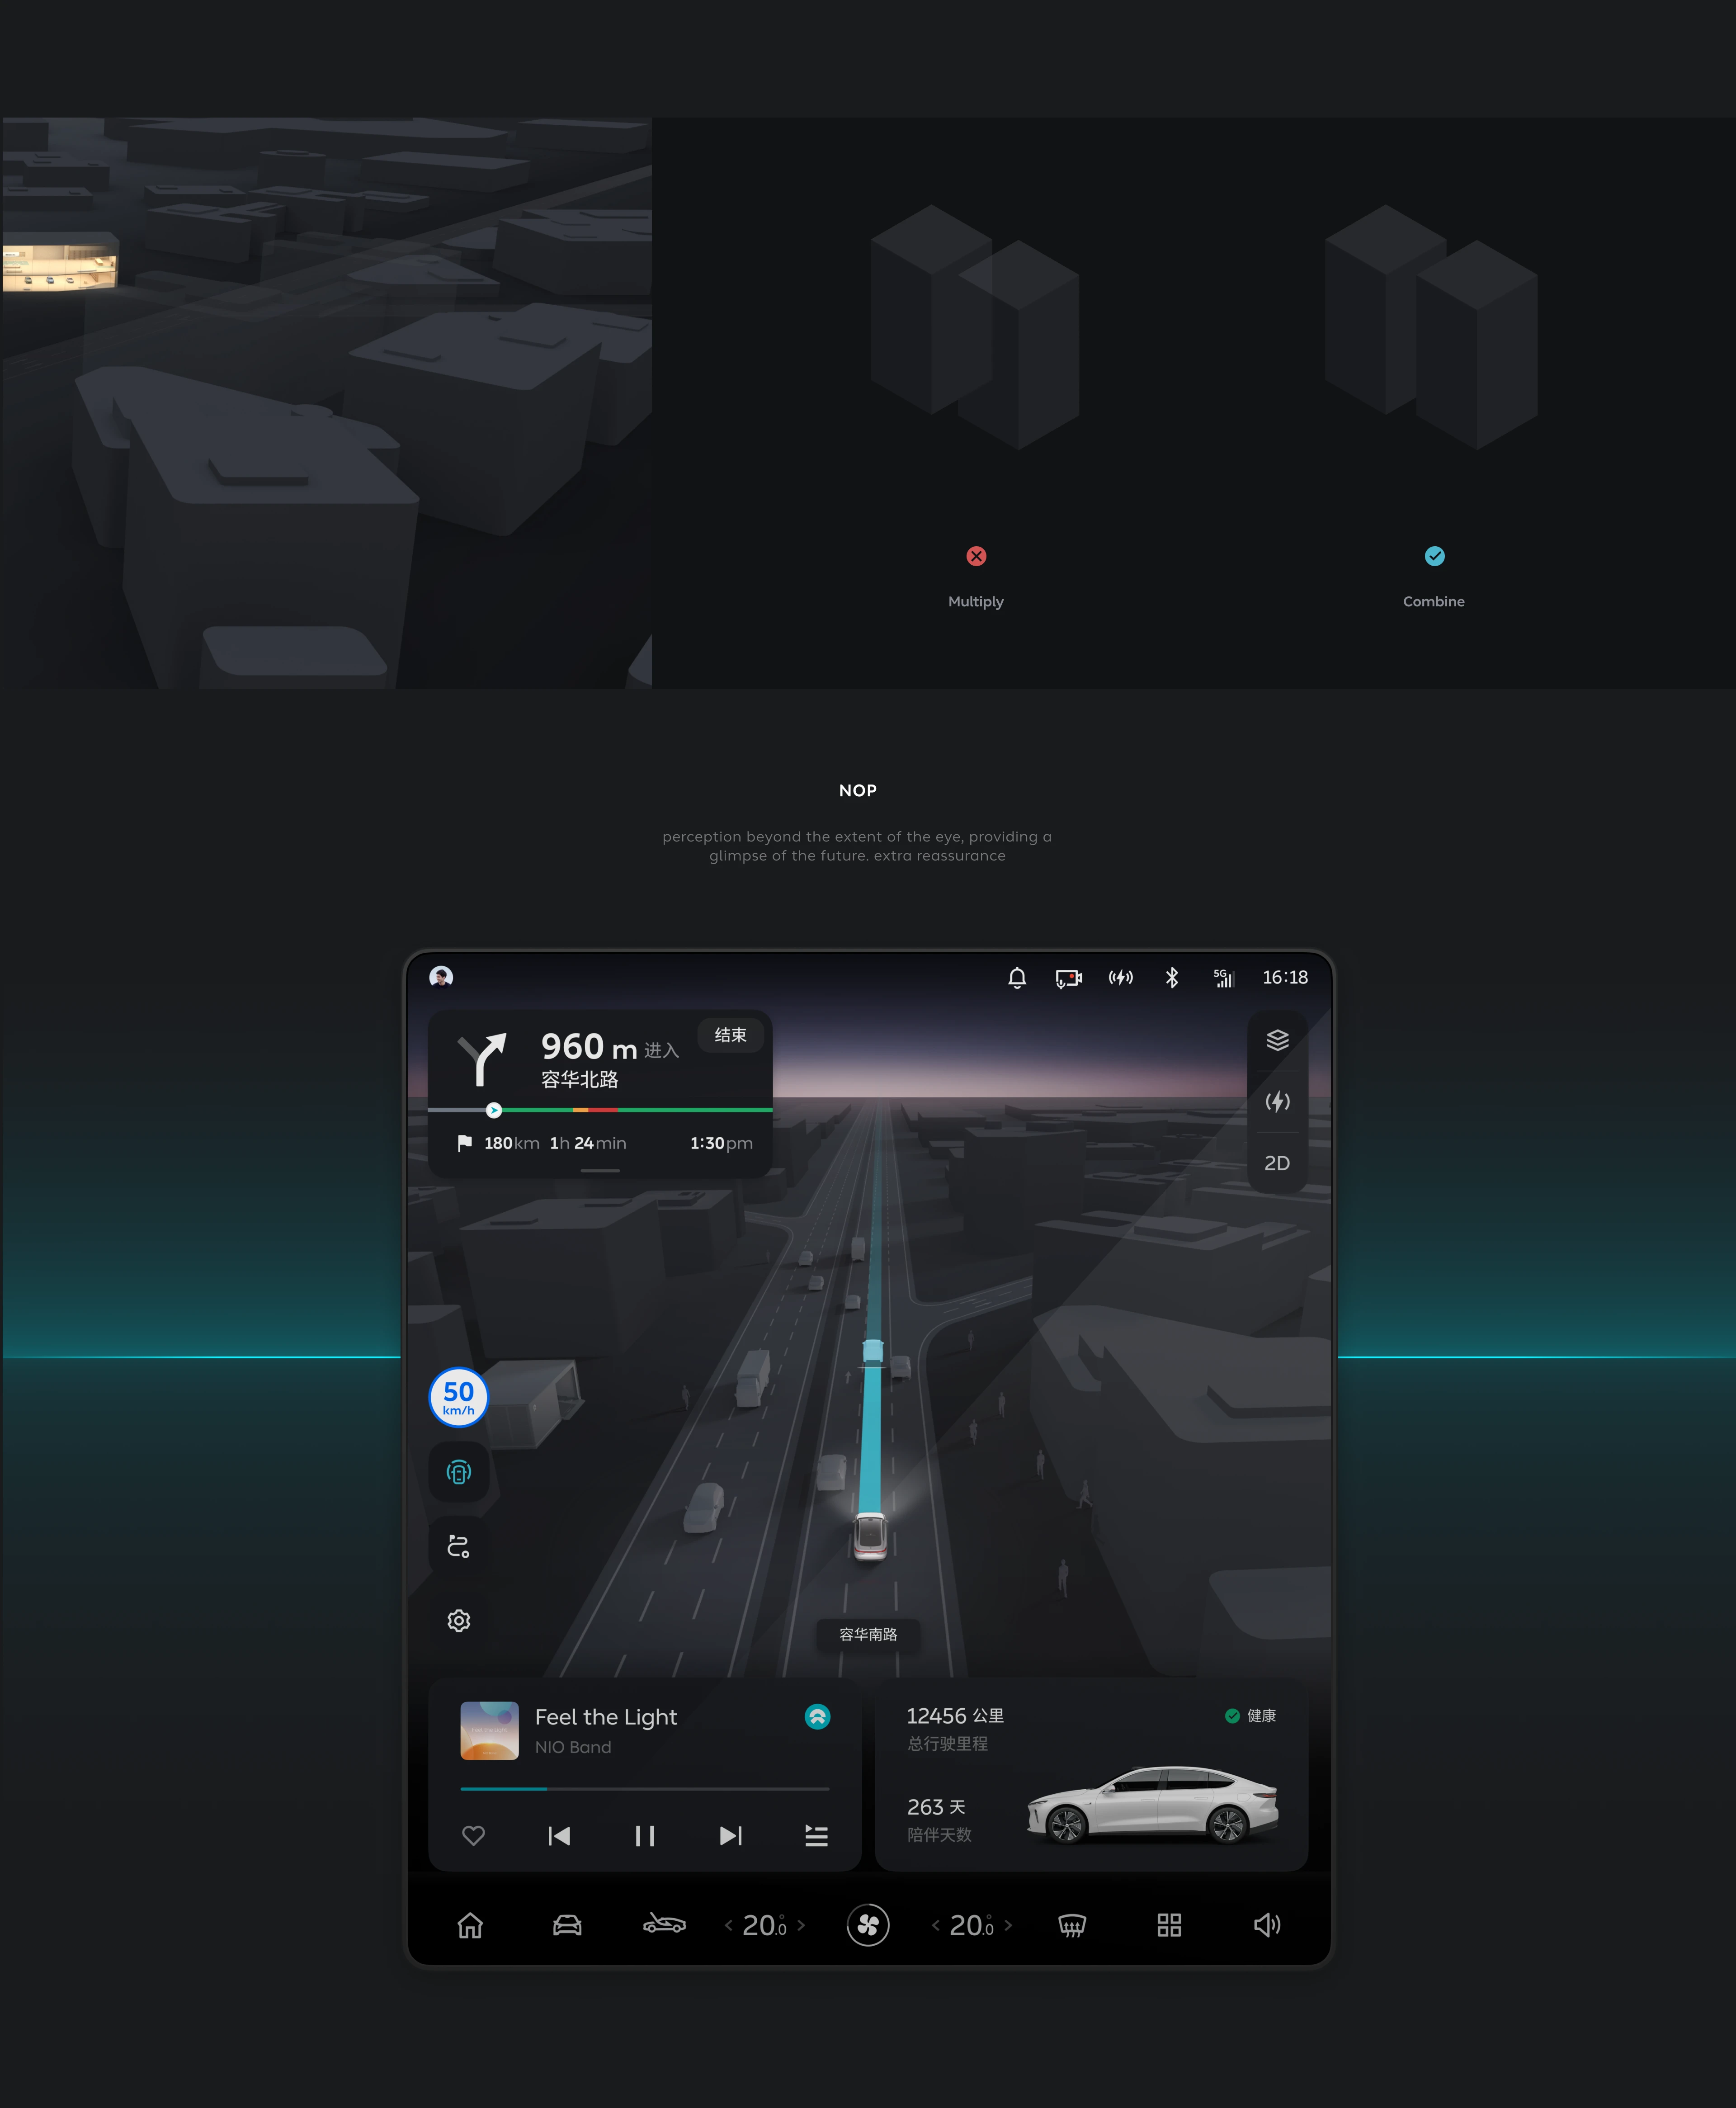 Multiply
Combine
NOP
perception beyond the extent of the eye, providing a
glimpse of the future. extra reassurance
5G
16:18
960 m 进入
结束
容华北路
180km 1h 24min 1:30pm
2D
50
km/h
容华南路
Feel the Light
NIO Band
12456 公里
健康
总行驶里程
263 天
陪伴天数
20.0°
20.0°